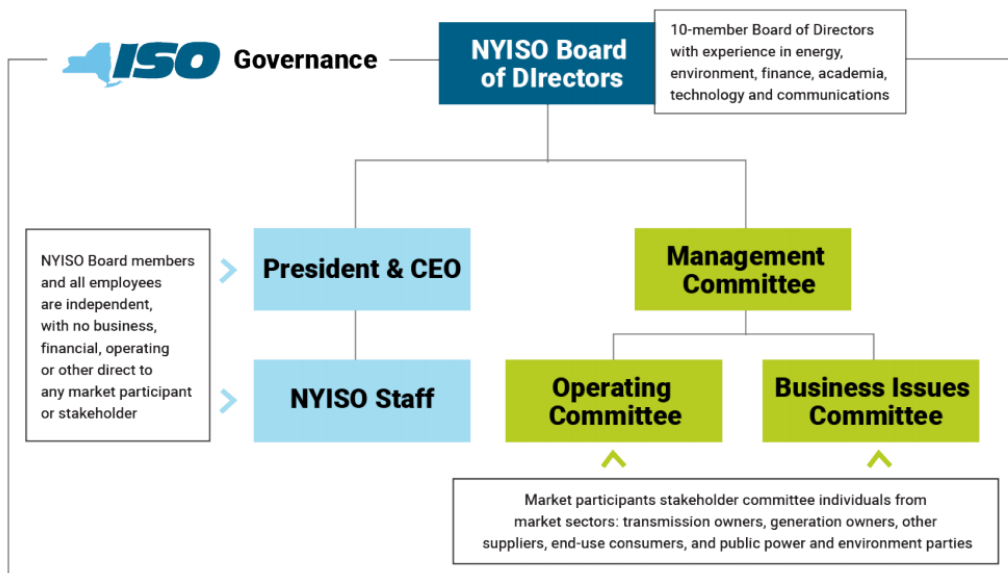 ISO Governance
NYISO Board
of DIrectors
10-member Board of Directors
with experience in energy,
environment, finance, academia,
technology and communications
NYISO Board members
and all employees
are independent,
with no business,
financial, operating
or other direct to
any market participant
or stakeholder
President & CEO
NYISO Staff
Management
Committee
Operating
Committee
Business Issues
Committee
Market participants stakeholder committee individuals from
market sectors: transmission owners, generation owners, other
suppliers, end-use consumers, and public power and environment parties